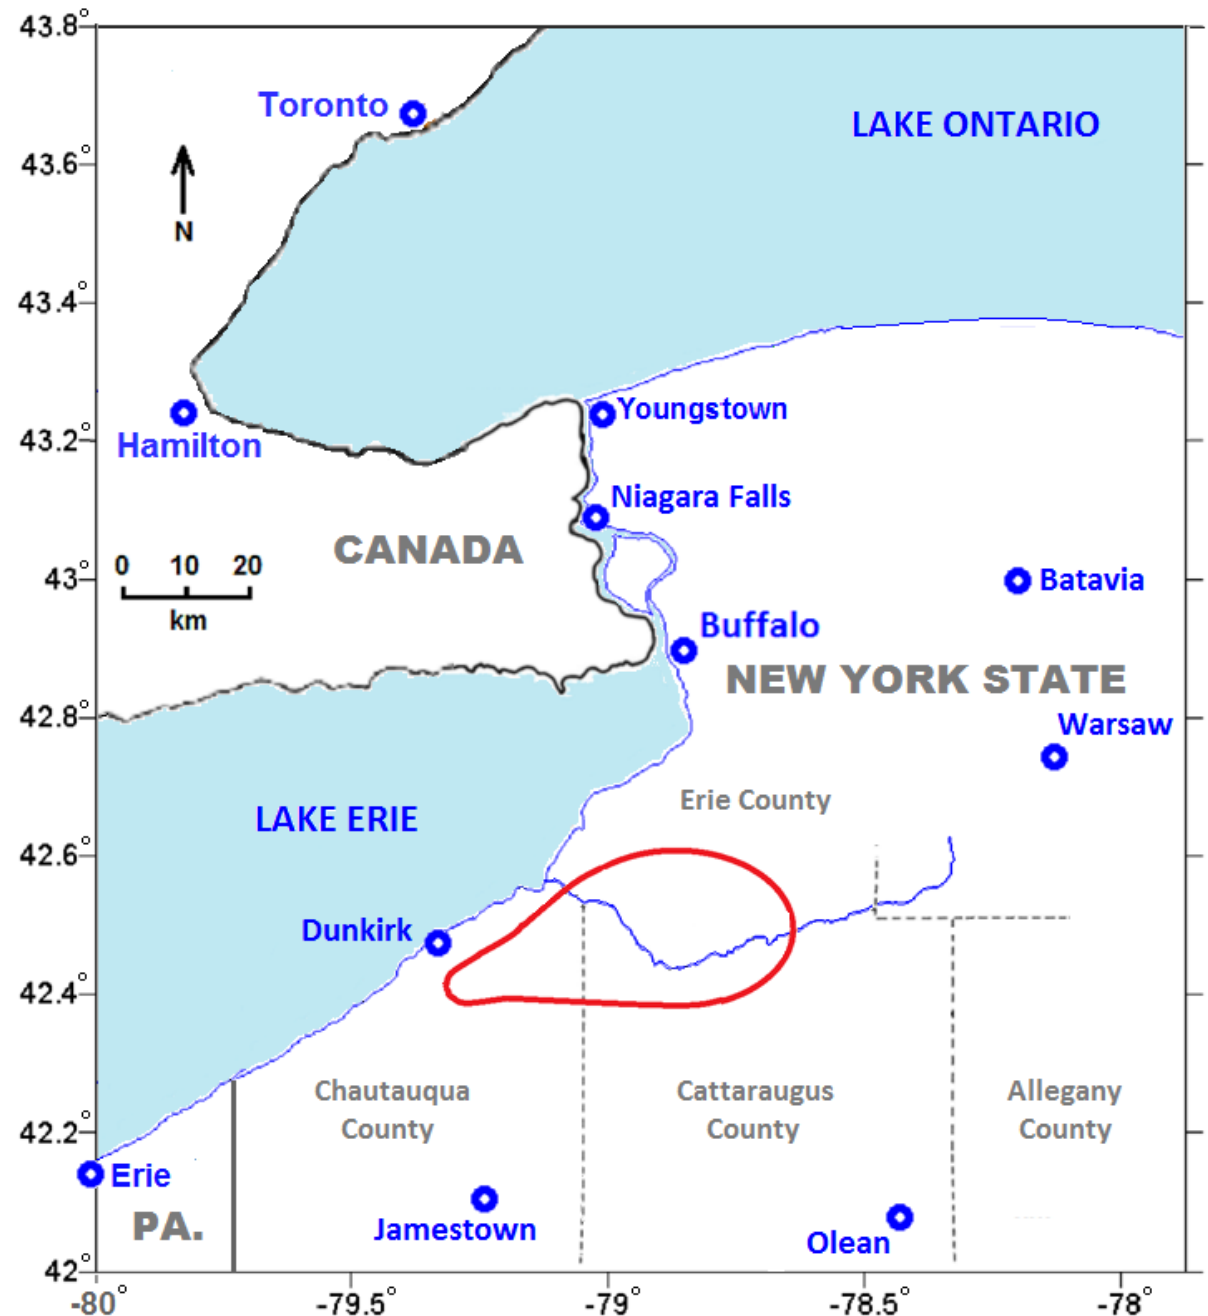 43.8°
Toronto
LAKE ONTARIO
43.6°
N
43.4°
Youngstown
43.2°
Hamilton
Niagara Falls
CANADA
0 10 20
km
43°
Batavia
Buffalo
NEW YORK STATE
42.8°
Warsaw
Erie County
LAKE ERIE
42.6°
Dunkirk
42.4°
Chautauqua
County
Cattaraugus
County
Allegany
County
42.2°
Erie
PA.
Jamestown
Olean
42°
-80° -79.5° -79° -78.5° -78°